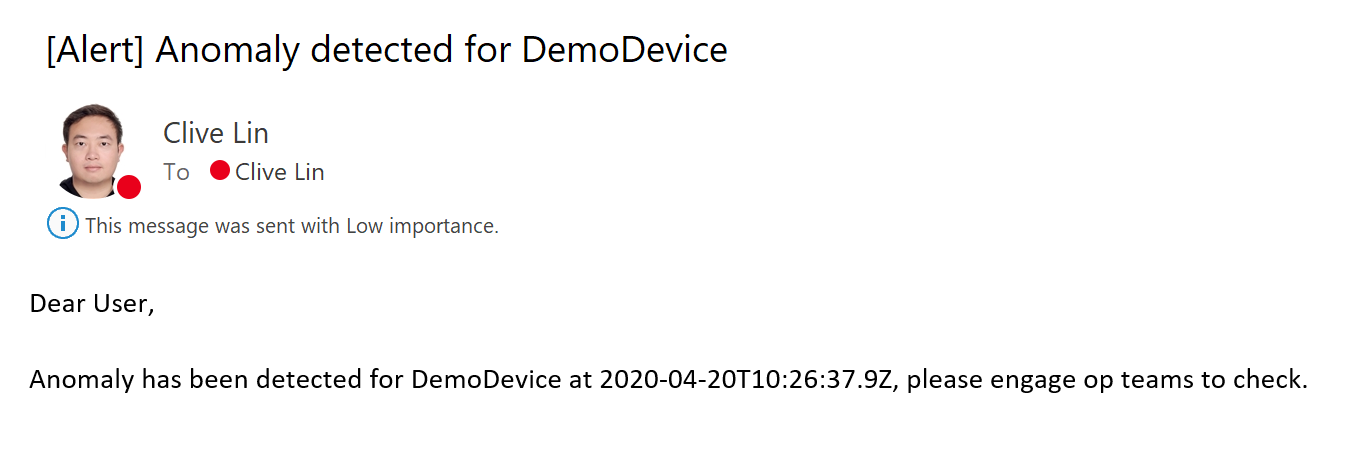 [Alert] Anomaly detected for DemoDevice
Clive Lin
To Clive Lin
This message was sent with Low importance.
Dear User,
Anomaly has been detected for DemoDevice at 2020-04-20T10:26:37.9Z, please engage op teams to check.